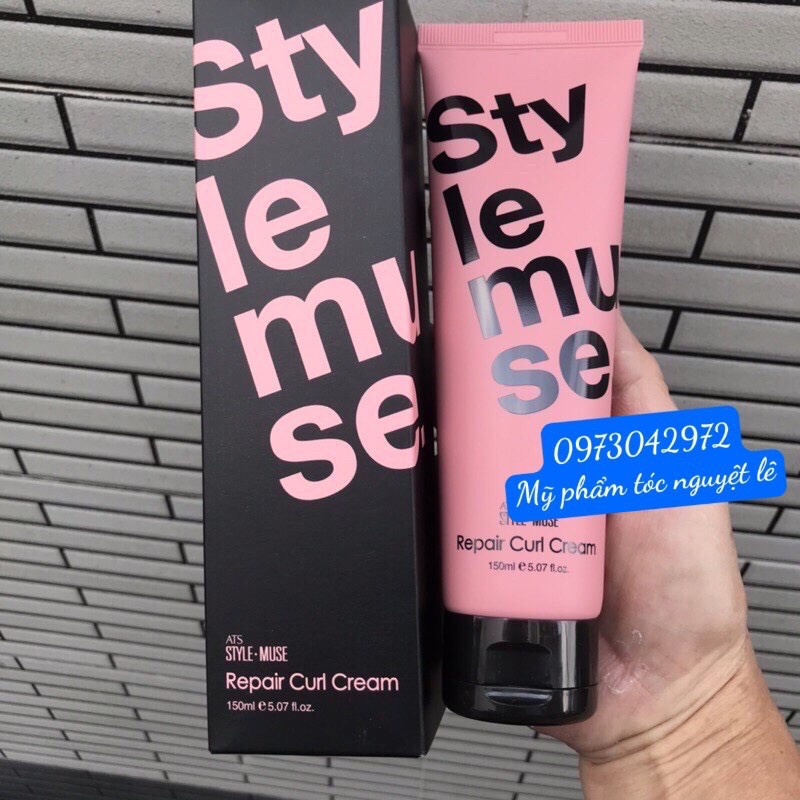 Sty
le
mu
se.
ATS
STYLE·MUSE
Repair Curl Cream
150ml ℮ 5.07 fl.oz.
Sty
le
mu
se
0973042972
Mỹ phẩm tóc nguyệt lê
STYLE·MUSE
Repair Curl Cream
150ml ℮ 5.07 fl.oz.